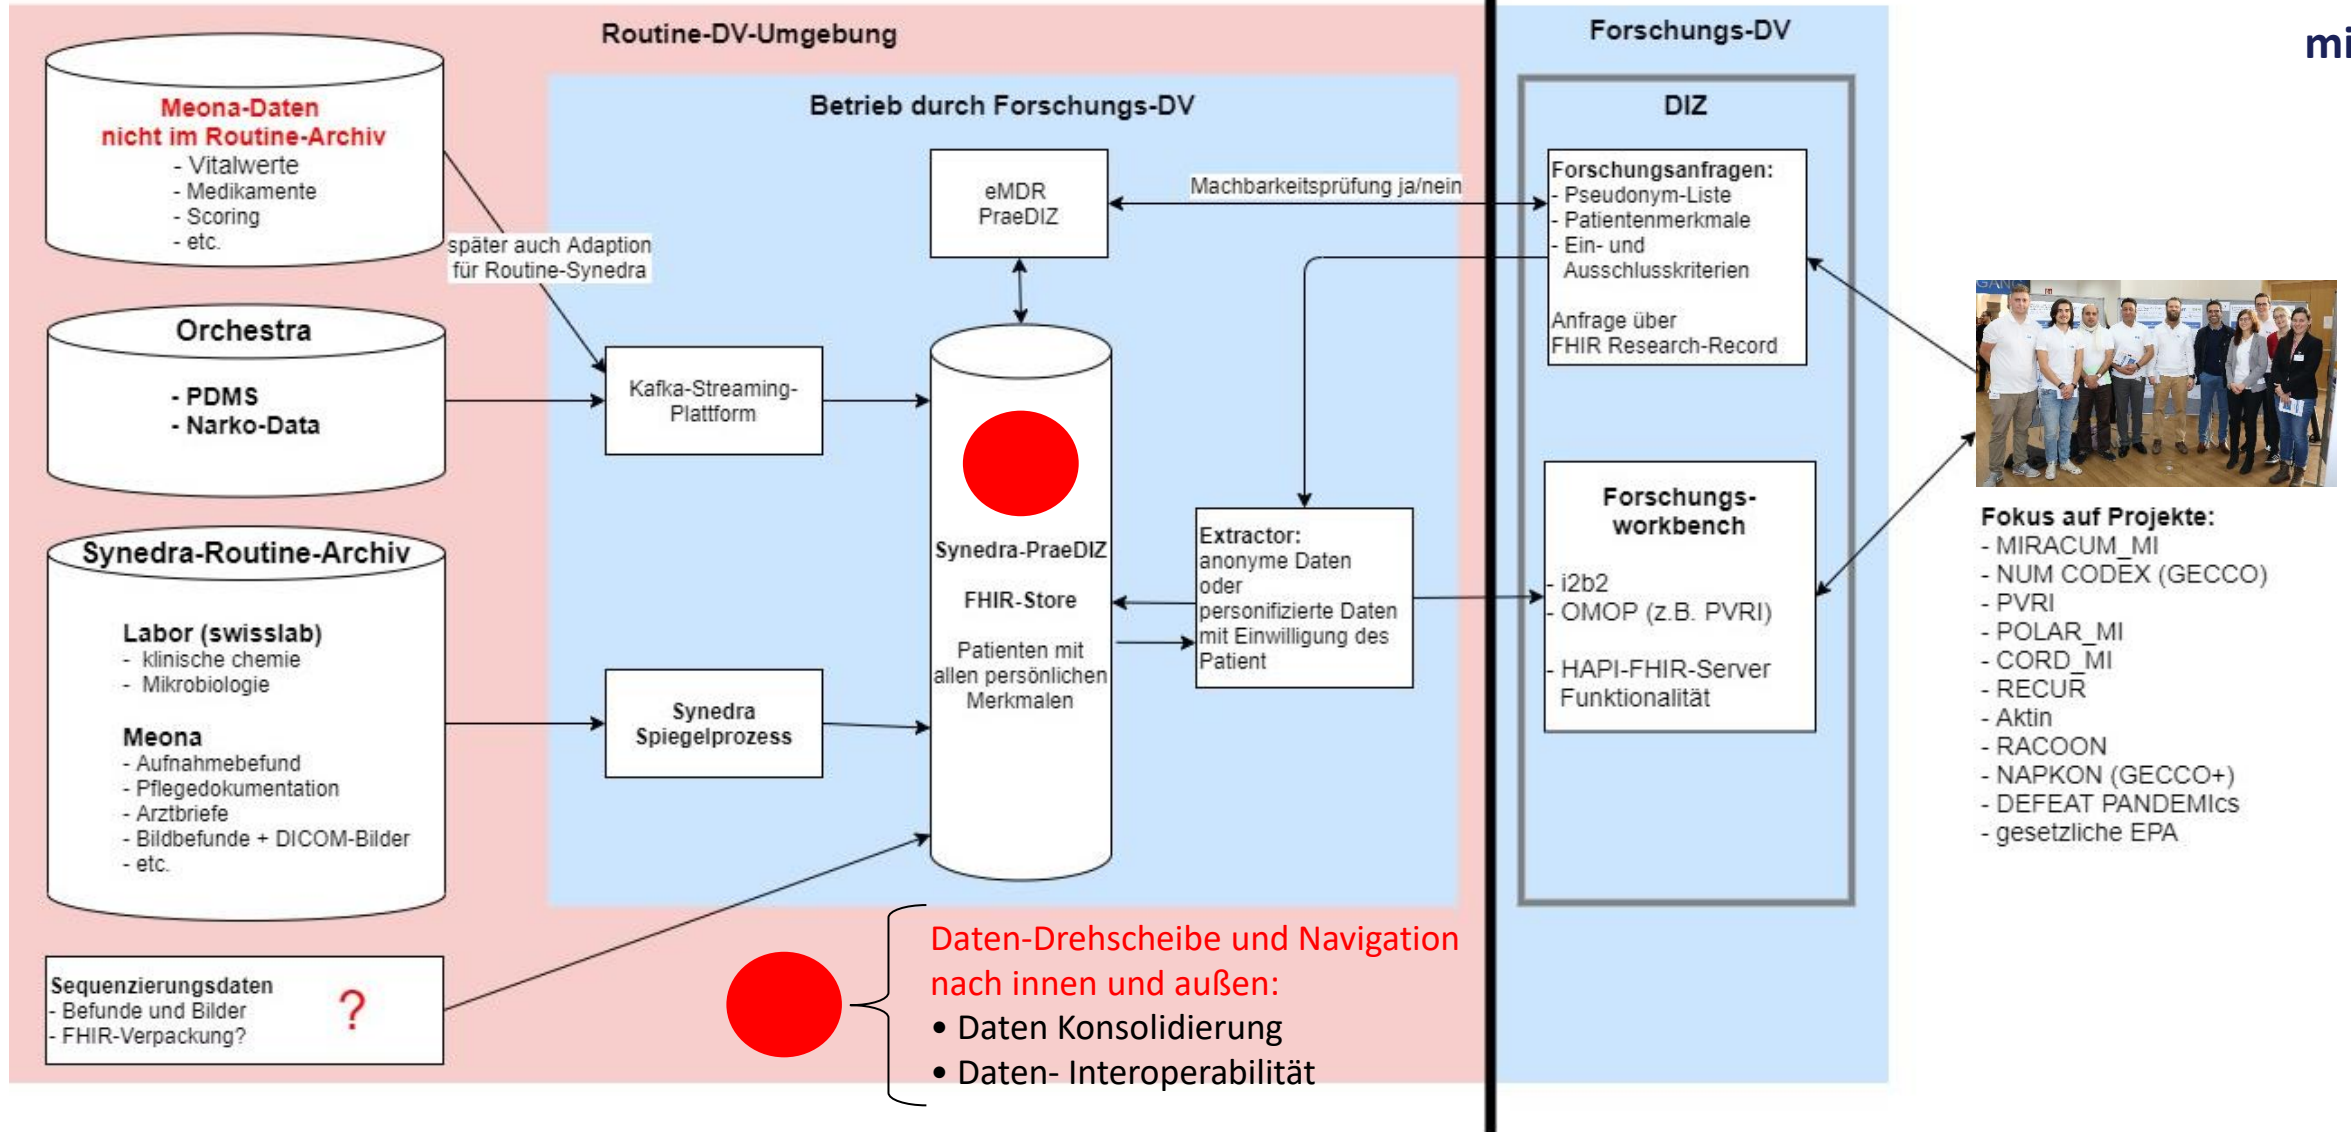 Routine-DV-Umgebung
Forschungs-DV
mi
Meona-Daten
nicht im Routine-Archiv
- Vitalwerte
- Medikamente
- Scoring
- etc.
Betrieb durch Forschungs-DV
DIZ
eMDR
PraeDIZ
Machbarkeitsprüfung ja/nein
Forschungsanfragen:
- Pseudonym-Liste
- Patientenmerkmale
- Ein- und
Ausschlusskriterien
Anfrage über
FHIR Research-Record
später auch Adaption
für Routine-Synedra
Orchestra
- PDMS
- Narko-Data
Kafka-Streaming-
Plattform
Synedra-PraeDIZ
FHIR-Store
Patienten mit
allen persönlichen
Merkmalen
Extractor:
anonyme Daten
oder
personifizierte Daten
mit Einwilligung des
Patient
Forschungs-
workbench
- i2b2
- OMOP (z.B. PVRI)
- HAPI-FHIR-Server
Funktionalität
Fokus auf Projekte:
- MIRACUM_MI
- NUM CODEX (GECCO)
- PVRI
- POLAR_MI
- CORD_MI
- RECUR
- Aktin
- RACOON
- NAPKON (GECCO+)
- DEFEAT PANDEMIcs
- gesetzliche EPA
Synedra-Routine-Archiv
Labor (swisslab)
- klinische chemie
- Mikrobiologie
Meona
- Aufnahmebefund
- Pflegedokumentation
- Arztbriefe
- Bildbefunde + DICOM-Bilder
- etc.
Synedra
Spiegelprozess
Sequenzierungsdaten
- Befunde und Bilder
- FHIR-Verpackung?
?
Daten-Drehscheibe und Navigation
nach innen und außen:
• Daten Konsolidierung
• Daten- Interoperabilität